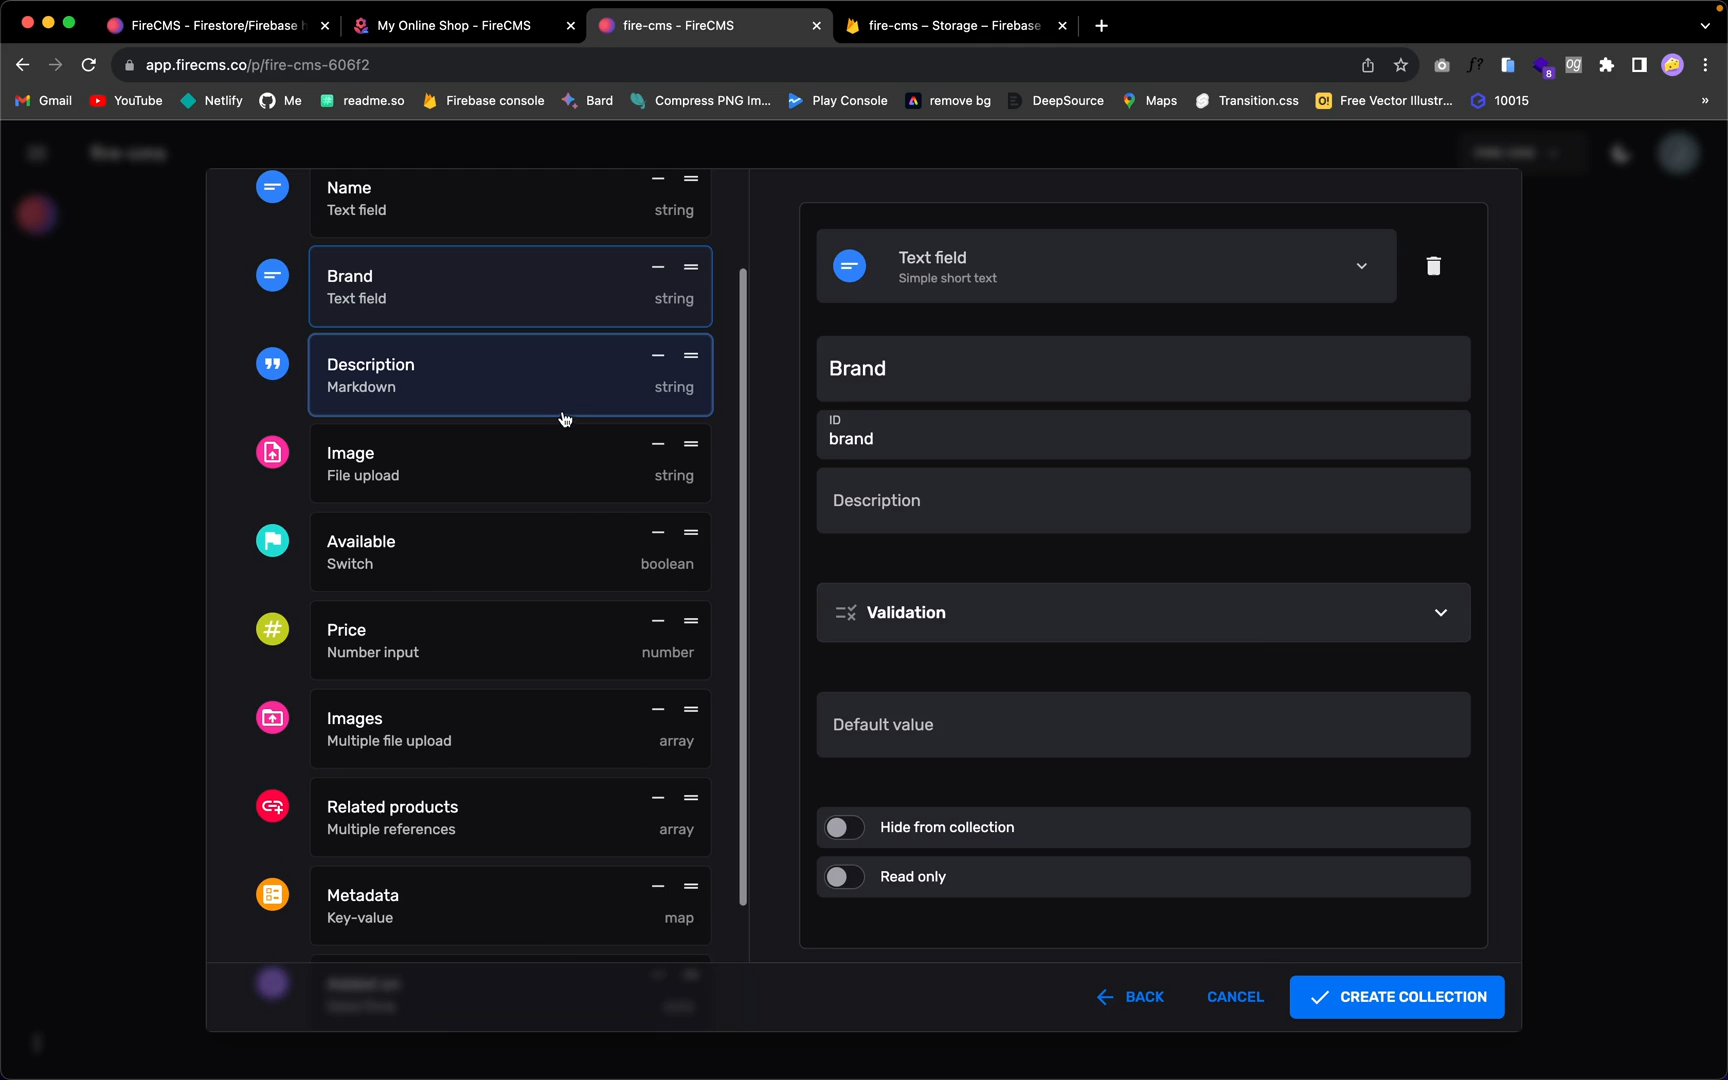 FireCMS - Firestore/Firebase h
My Online Shop - FireCMS
fire-cms - FireCMS
fire-cms – Storage – Firebase
app.firecms.co/p/fire-cms-606f2
f?
8
og
Gmail
YouTube
Netlify
Me
readme.so
Firebase console
Bard
Compress PNG Im...
Play Console
remove bg
DeepSource
Maps
Transition.css
O!
Free Vector Illustr...
10015
»
fire-cms
Name
Text field
string
Brand
Text field
string
Description
Markdown
string
Image
File upload
string
Available
Switch
boolean
Price
Number input
number
Images
Multiple file upload
array
Related products
Multiple references
array
Metadata
Key-value
map
Text field
Simple short text
Brand
ID
brand
Description
Validation
Default value
Hide from collection
Read only
BACK
CANCEL
CREATE COLLECTION